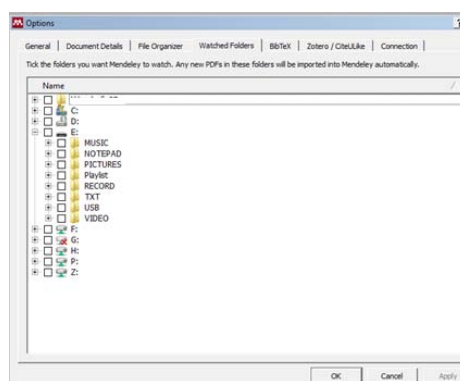 Options
General | Document Details | File Organizer | Watched Folders | BibTeX | Zotero / CiteULike | Connection |
Tick the folders you want Mendeley to watch. Any new PDFs in these folders will be imported into Mendeley automatically.
Name
C:
D:
E:
MUSIC
NOTEPAD
PICTURES
Playlist
RECORD
TXT
USB
VIDEO
F:
G:
H:
P:
Z:
OK Cancel Apply